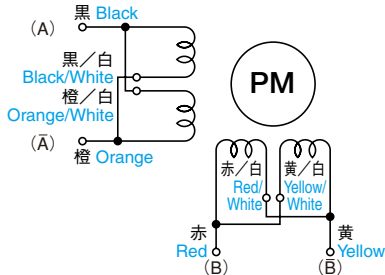 黒 Black
(A)
黒／白
Black/White
橙／白
Orange/White
(Ā)
橙 Orange
PM
赤／白
Red/
White
黄／白
Yellow/
White
赤
Red
(B)
黄
Yellow
(B̄)